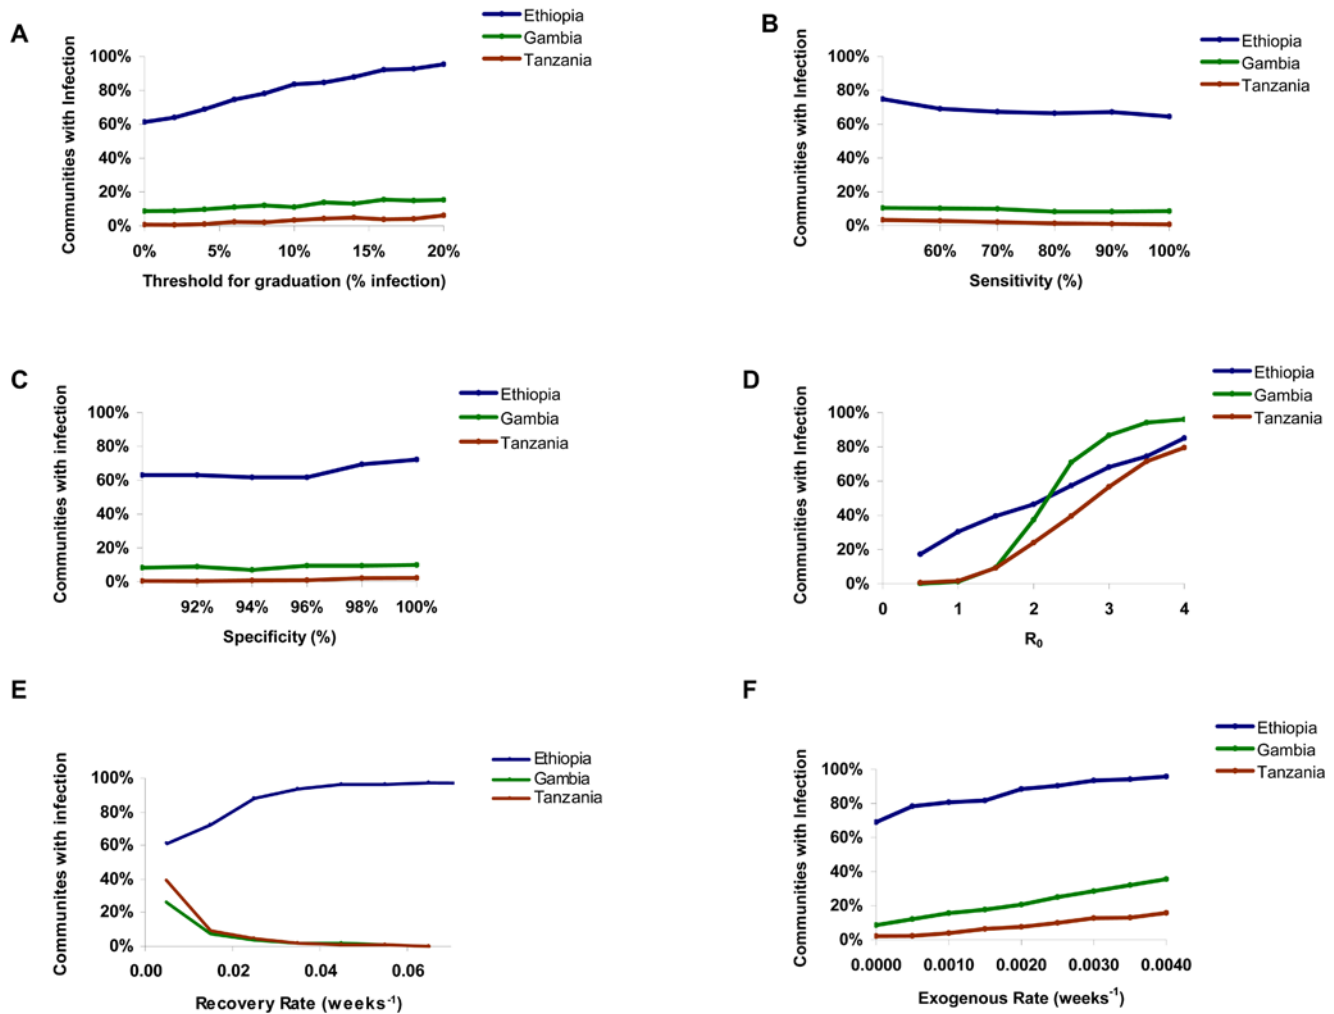 A
Ethiopia
Gambia
Tanzania
Communities with Infection
100%
80%
60%
40%
20%
0%
0% 5% 10% 15% 20%
Threshold for graduation (% infection)
B
Ethiopia
Gambia
Tanzania
Communities with Infection
100%
80%
60%
40%
20%
0%
60% 70% 80% 90% 100%
Sensitivity (%)
C
Ethiopia
Gambia
Tanzania
Communities with infection
100%
80%
60%
40%
20%
0%
92% 94% 96% 98% 100%
Specificity (%)
D
Ethiopia
Gambia
Tanzania
Communities with Infection
100%
80%
60%
40%
20%
0%
0 1 2 3 4
R₀
E
Ethiopia
Gambia
Tanzania
Communites with infection
100%
80%
60%
40%
20%
0%
0.00 0.02 0.04 0.06
Recovery Rate (weeks⁻¹)
F
Ethiopia
Gambia
Tanzania
Communities with Infection
100%
80%
60%
40%
20%
0%
0.0000 0.0010 0.0020 0.0030 0.0040
Exogenous Rate (weeks⁻¹)